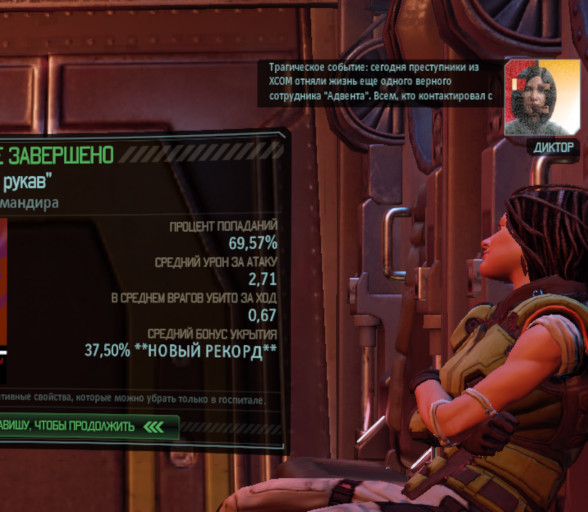 Трагическое событие: сегодня преступники из
XCOM отняли жизнь еще одного верного
сотрудника "Адвента". Всем, кто контактировал с
ДИКТОР
Е ЗАВЕРШЕНО
рукав"
мандира
ПРОЦЕНТ ПОПАДАНИЙ
69,57%
СРЕДНИЙ УРОН ЗА АТАКУ
2,71
В СРЕДНЕМ ВРАГОВ УБИТО ЗА ХОД
0,67
СРЕДНИЙ БОНУС УКРЫТИЯ
37,50% **НОВЫЙ РЕКОРД**
ативные свойства, которые можно убрать только в госпитале.
АВИШУ, ЧТОБЫ ПРОДОЛЖИТЬ